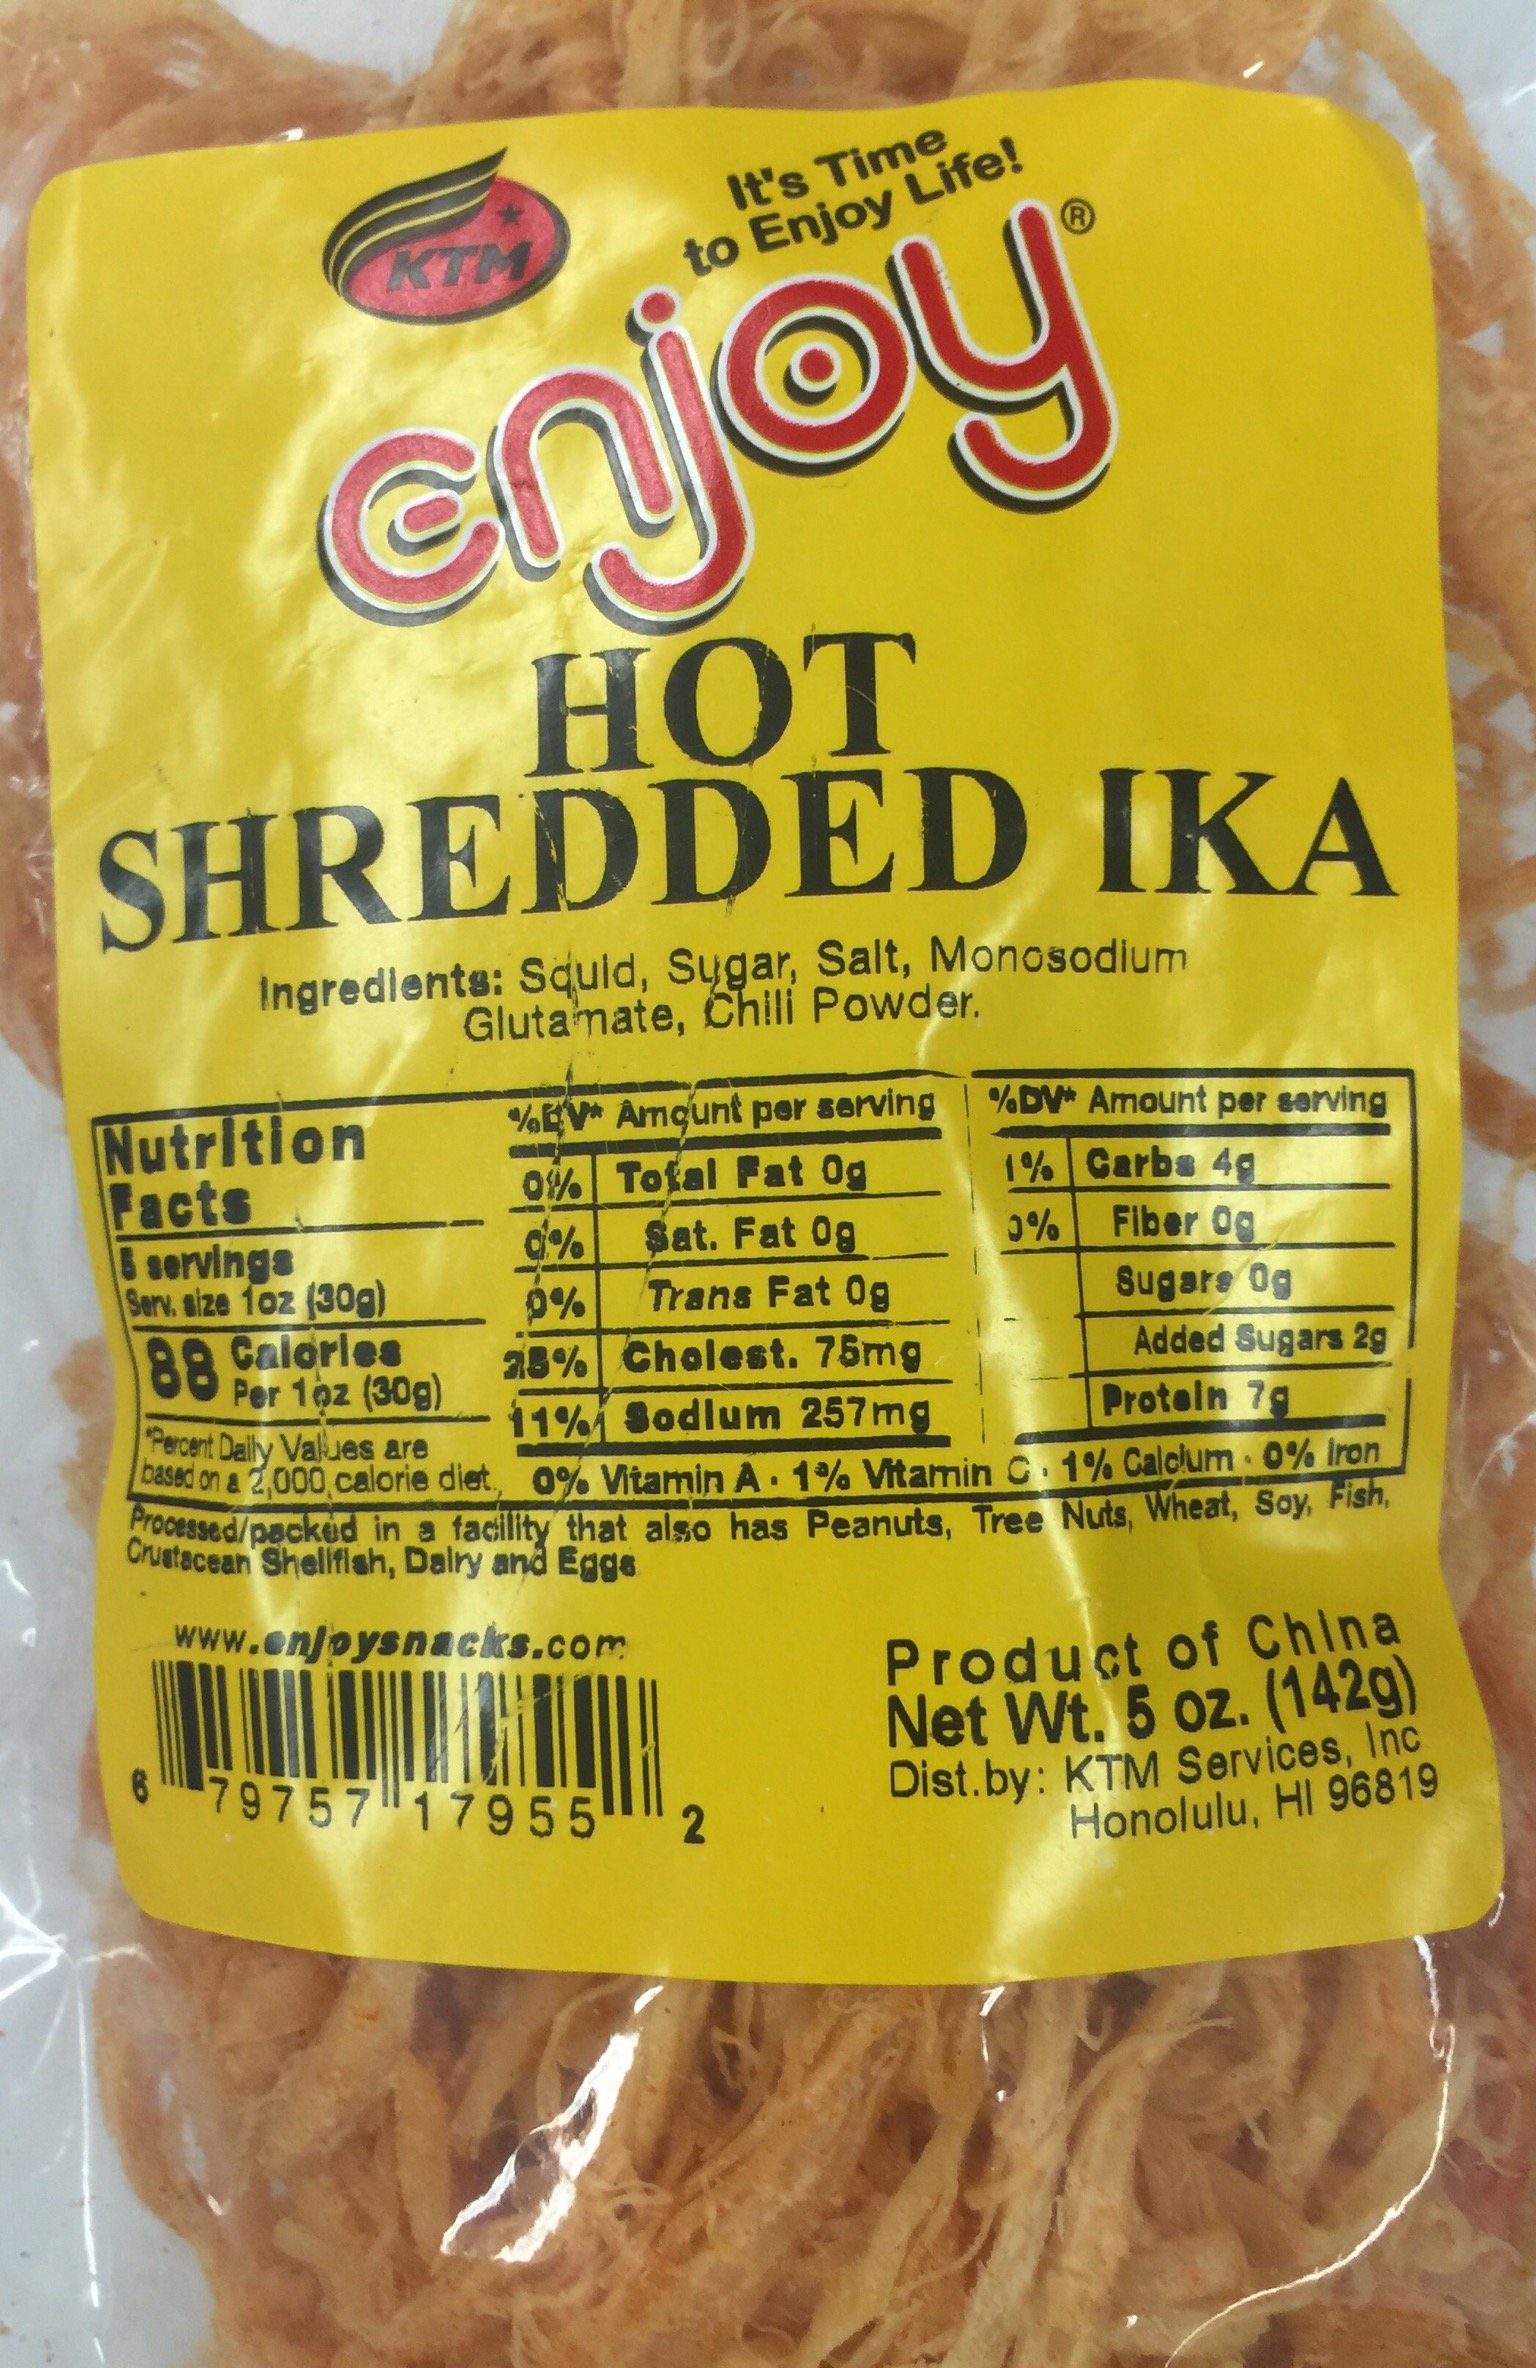 KTM
It's Time
to Enjoy Life!
enjoy®
HOT
SHREDDED IKA
Ingredients: Squid, Sugar, Salt, Monosodium
Glutamate, Chili Powder.
Nutrition
Facts
5 servings
Serv. size 1oz (30g)
88 Calories
Per 1oz (30g)
*Percent Daily Values are
based on a 2,000 calorie diet.
%DV* Amount per serving
0% Total Fat 0g
0% Sat. Fat 0g
0% Trans Fat 0g
25% Cholest. 75mg
11% Sodium 257mg
%DV* Amount per serving
1% Carbs 4g
0% Fiber 0g
Sugars 0g
Added Sugars 2g
Protein 7g
0% Vitamin A · 1% Vitamin C · 1% Calcium · 0% Iron
Processed/packed in a facility that also has Peanuts, Tree Nuts, Wheat, Soy, Fish,
Crustacean Shellfish, Dairy and Eggs
www.enjoysnacks.com
6 79757 17955 2
Product of China
Net Wt. 5 oz. (142g)
Dist.by: KTM Services, Inc
Honolulu, HI 96819